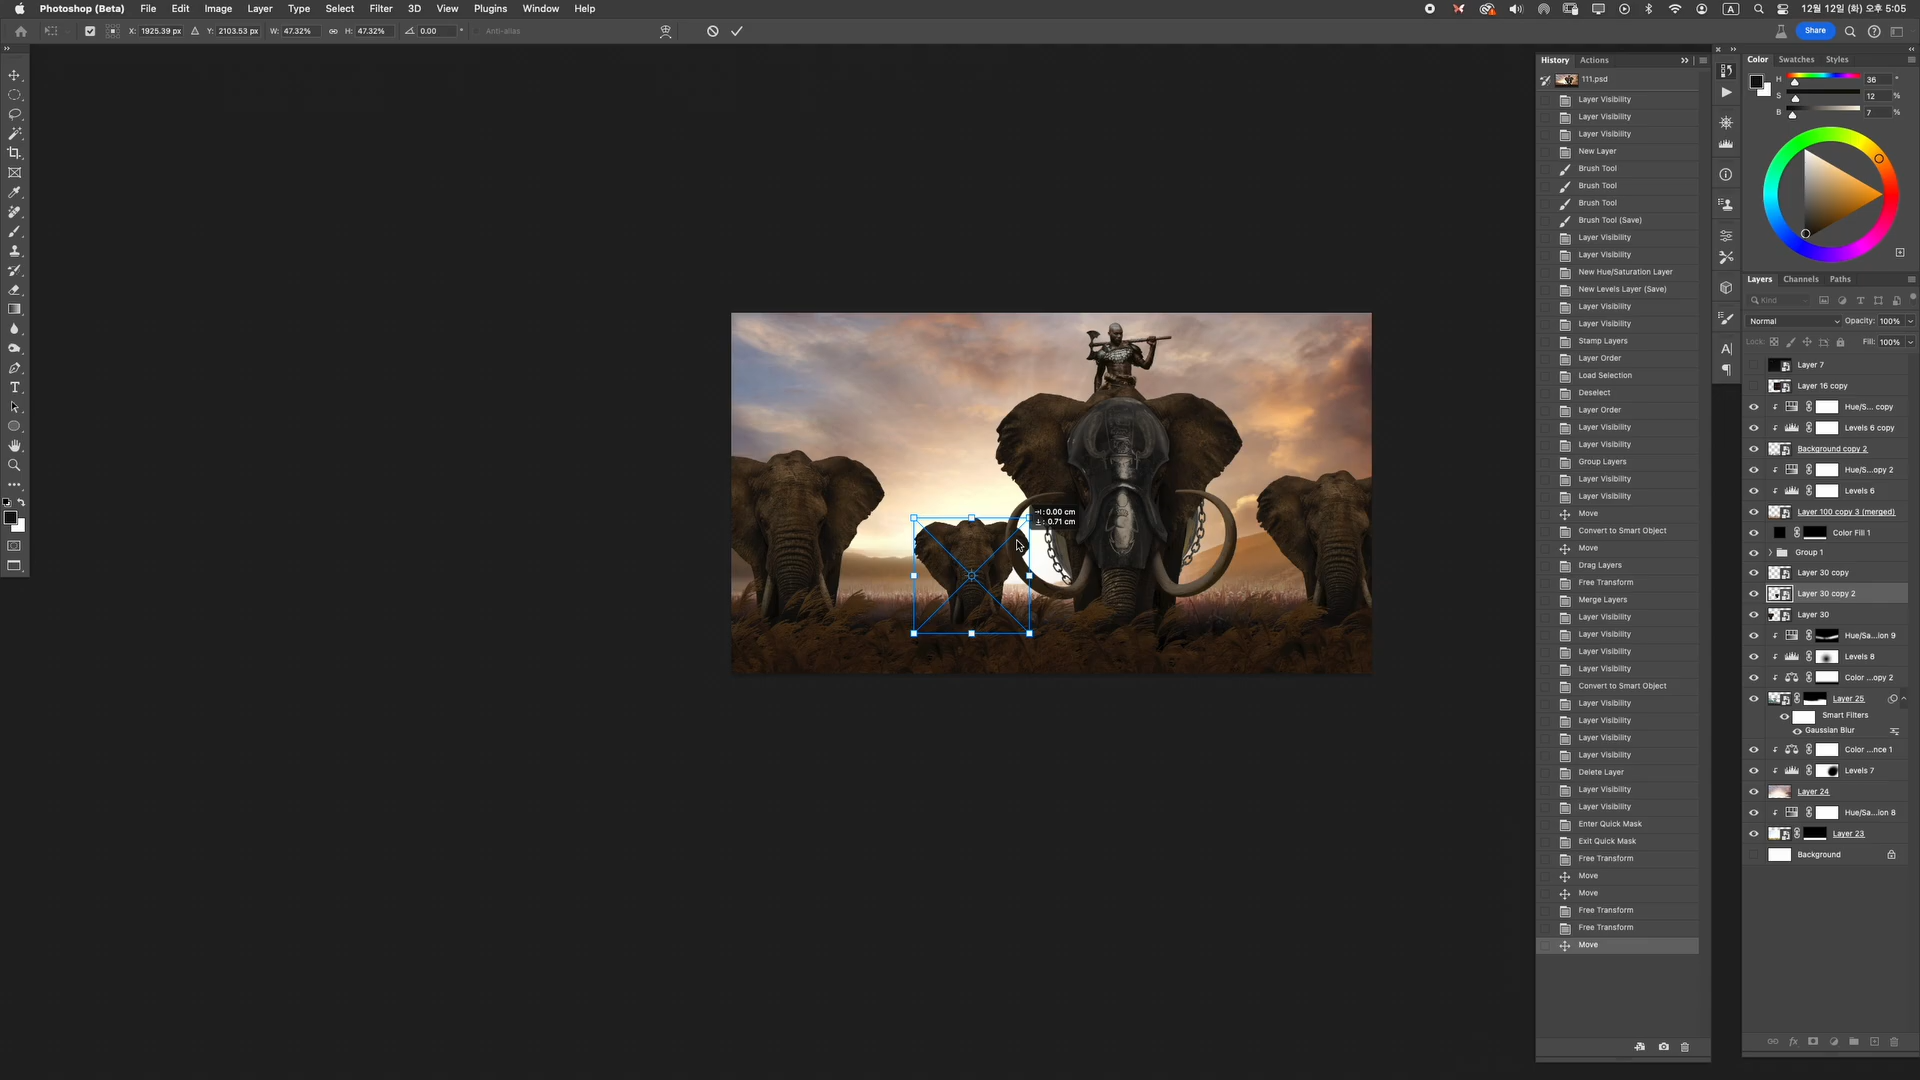 Photoshop (Beta) File Edit Image Layer Type Select Filter 3D View Plugins Window Help A 12월 12일 (화) 오후 5:05
X: 1925.39 px Y: 2103.53 px W: 47.32% H: 47.32% 0.00 ° Anti-alias Share
History Actions
111.psd
Layer Visibility
Layer Visibility
Layer Visibility
New Layer
Brush Tool
Brush Tool
Brush Tool
Brush Tool (Save)
Layer Visibility
Layer Visibility
New Hue/Saturation Layer
New Levels Layer (Save)
Layer Visibility
Layer Visibility
Stamp Layers
Layer Order
Load Selection
Deselect
Layer Order
Layer Visibility
Layer Visibility
Group Layers
Layer Visibility
Layer Visibility
Move
Convert to Smart Object
Move
Drag Layers
Free Transform
Merge Layers
Layer Visibility
Layer Visibility
Layer Visibility
Layer Visibility
Convert to Smart Object
Layer Visibility
Layer Visibility
Layer Visibility
Layer Visibility
Delete Layer
Layer Visibility
Layer Visibility
Enter Quick Mask
Exit Quick Mask
Free Transform
Move
Move
Free Transform
Free Transform
Move
: 0.00 cm
: 0.71 cm
Color Swatches Styles
H 36 °
S 12 %
B 7 %
Layers Channels Paths
Kind
Normal Opacity: 100%
Lock: Fill: 100%
Layer 7
Layer 16 copy
Hue/S... copy
Levels 6 copy
Background copy 2
Hue/S...opy 2
Levels 6
Layer 100 copy 3 (merged)
Color Fill 1
Group 1
Layer 30 copy
Layer 30 copy 2
Layer 30
Hue/Sa...ion 9
Levels 8
Color ...opy 2
Layer 25
Smart Filters
Gaussian Blur
Color ...nce 1
Levels 7
Layer 24
Hue/Sa...ion 8
Layer 23
Background